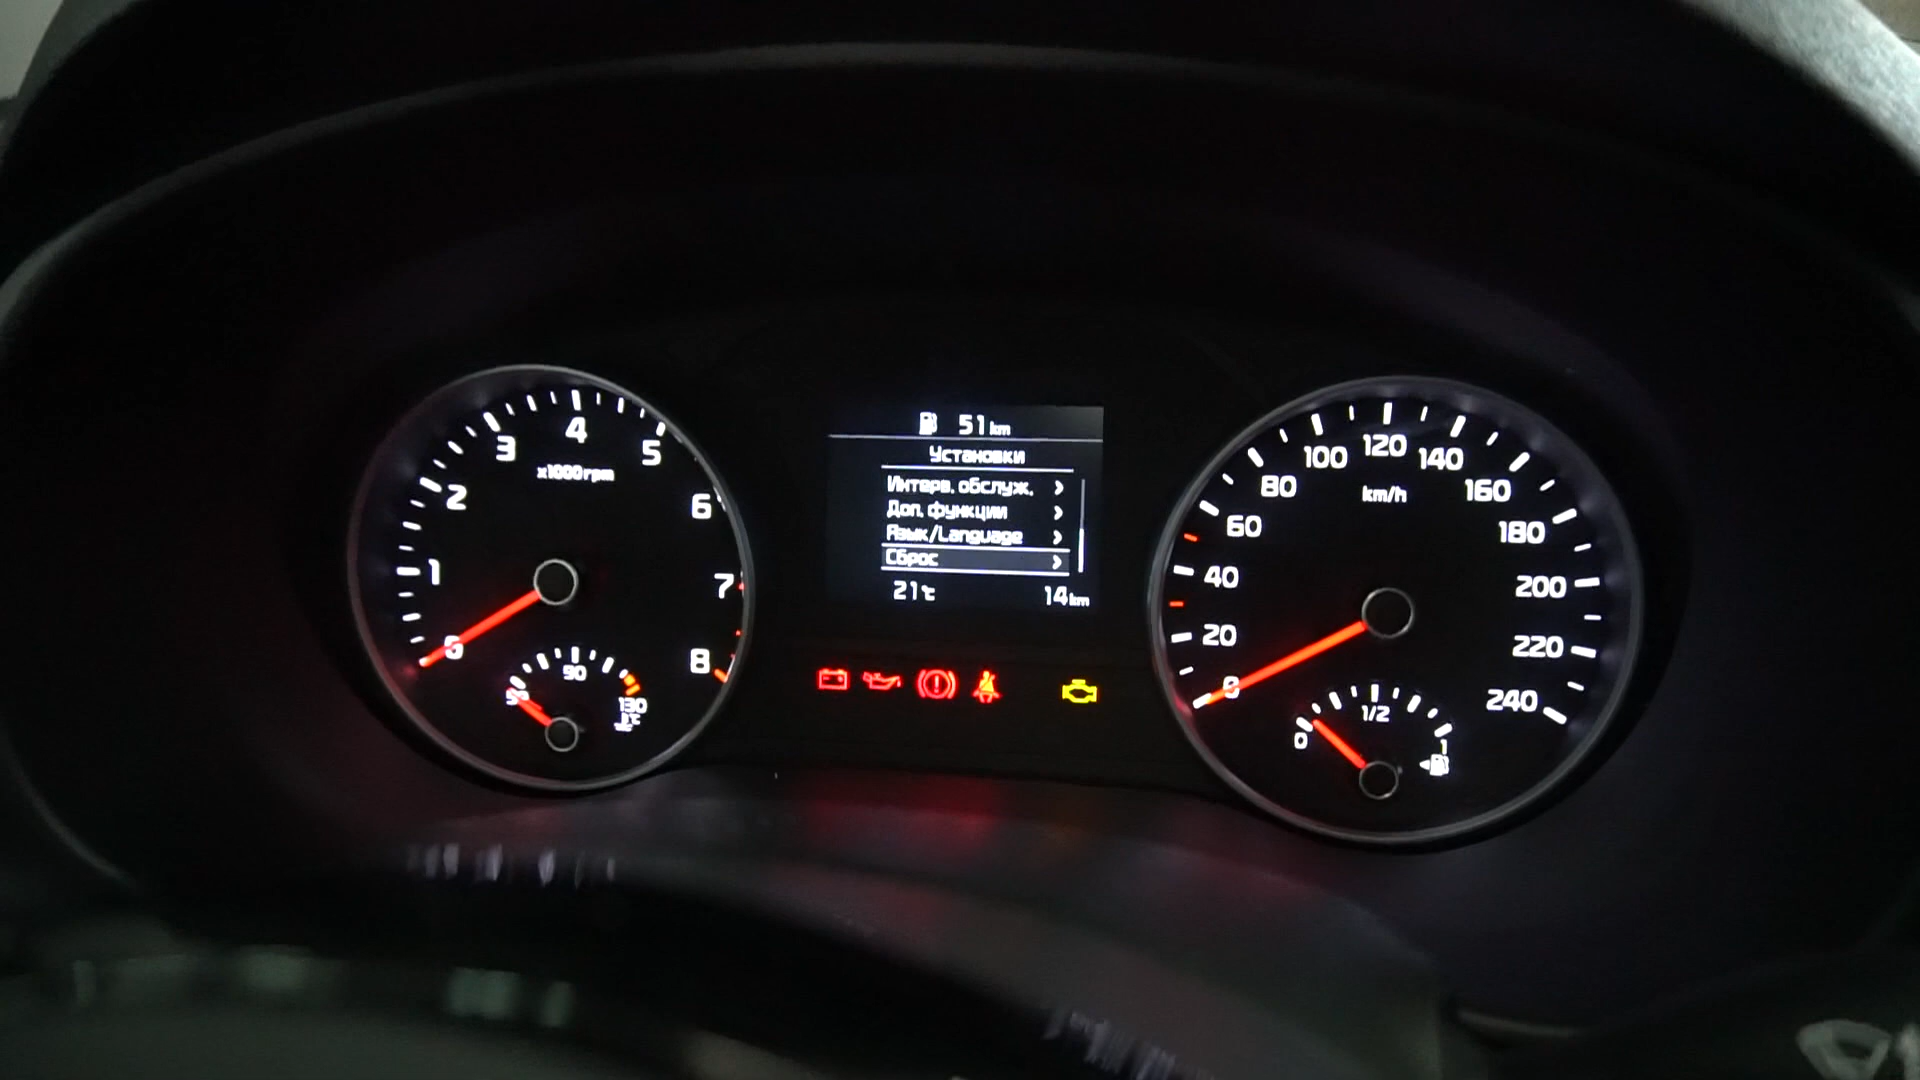 0 1 2 3 4 5 6 7 8
x1000rpm
50 90 130
°C
51 km
Установки
Интерв. обслуж.
Доп. функции
Язык/Language
Сброс
21°C 14 km
0 20 40 60 80 100 120 140 160 180 200 220 240
km/h
0 1/2 1